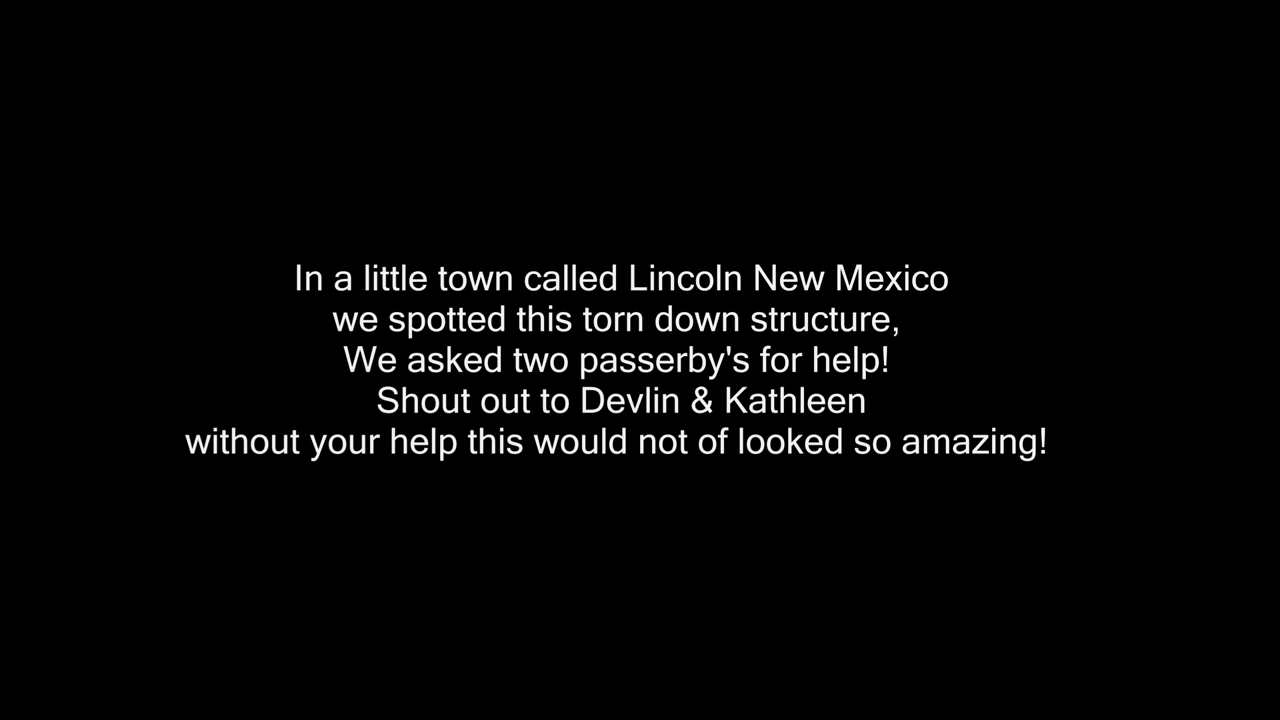 In a little town called Lincoln New Mexico
we spotted this torn down structure,
We asked two passerby's for help!
Shout out to Devlin & Kathleen
without your help this would not of looked so amazing!